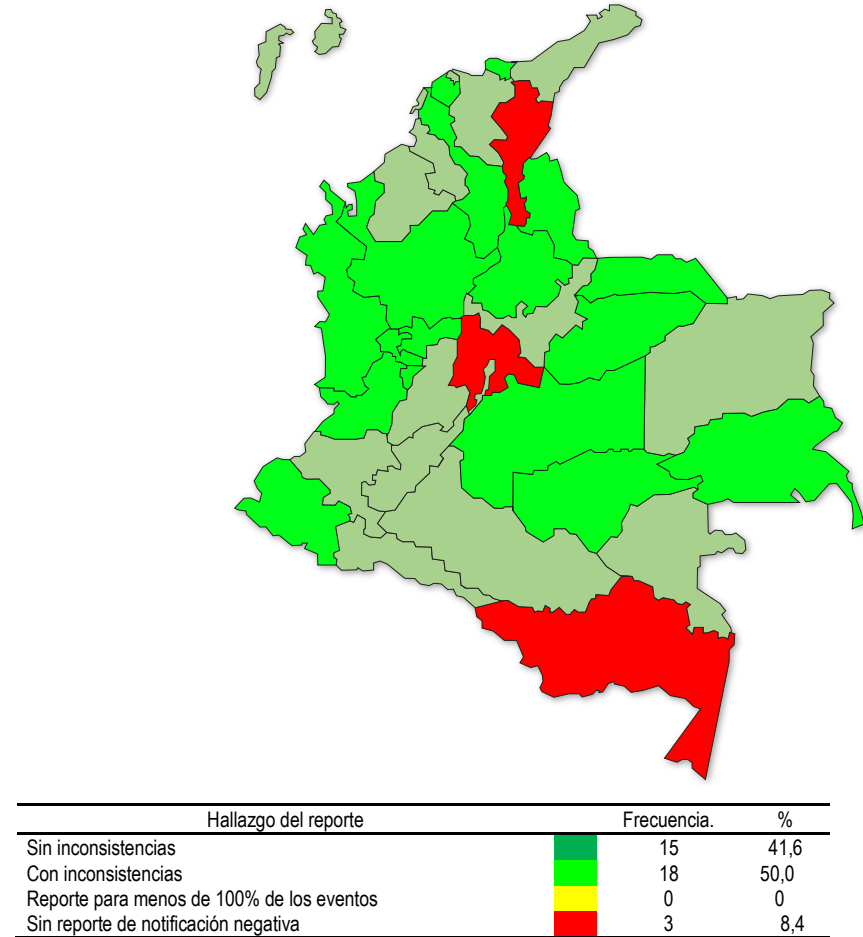 Hallazgo del reporte Frecuencia. %
Sin inconsistencias 15 41,6
Con inconsistencias 18 50,0
Reporte para menos de 100% de los eventos 0 0
Sin reporte de notificación negativa 3 8,4